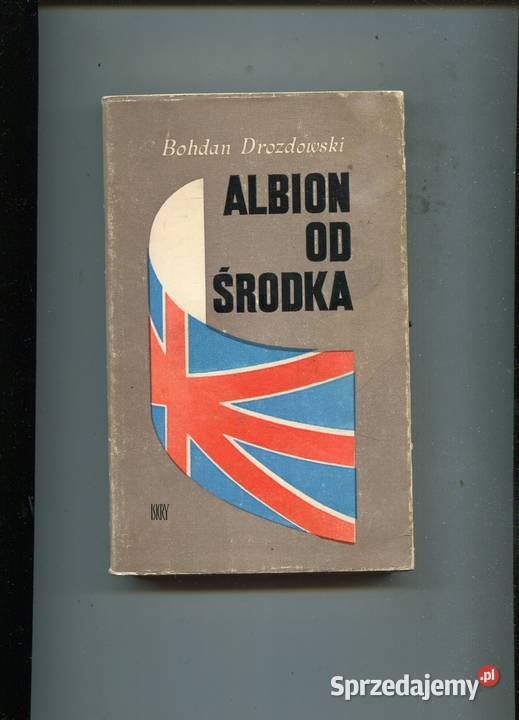 Bohdan Drozdowski
ALBION
OD
ŚRODKA
ISKRY
Sprzedajemy.pl